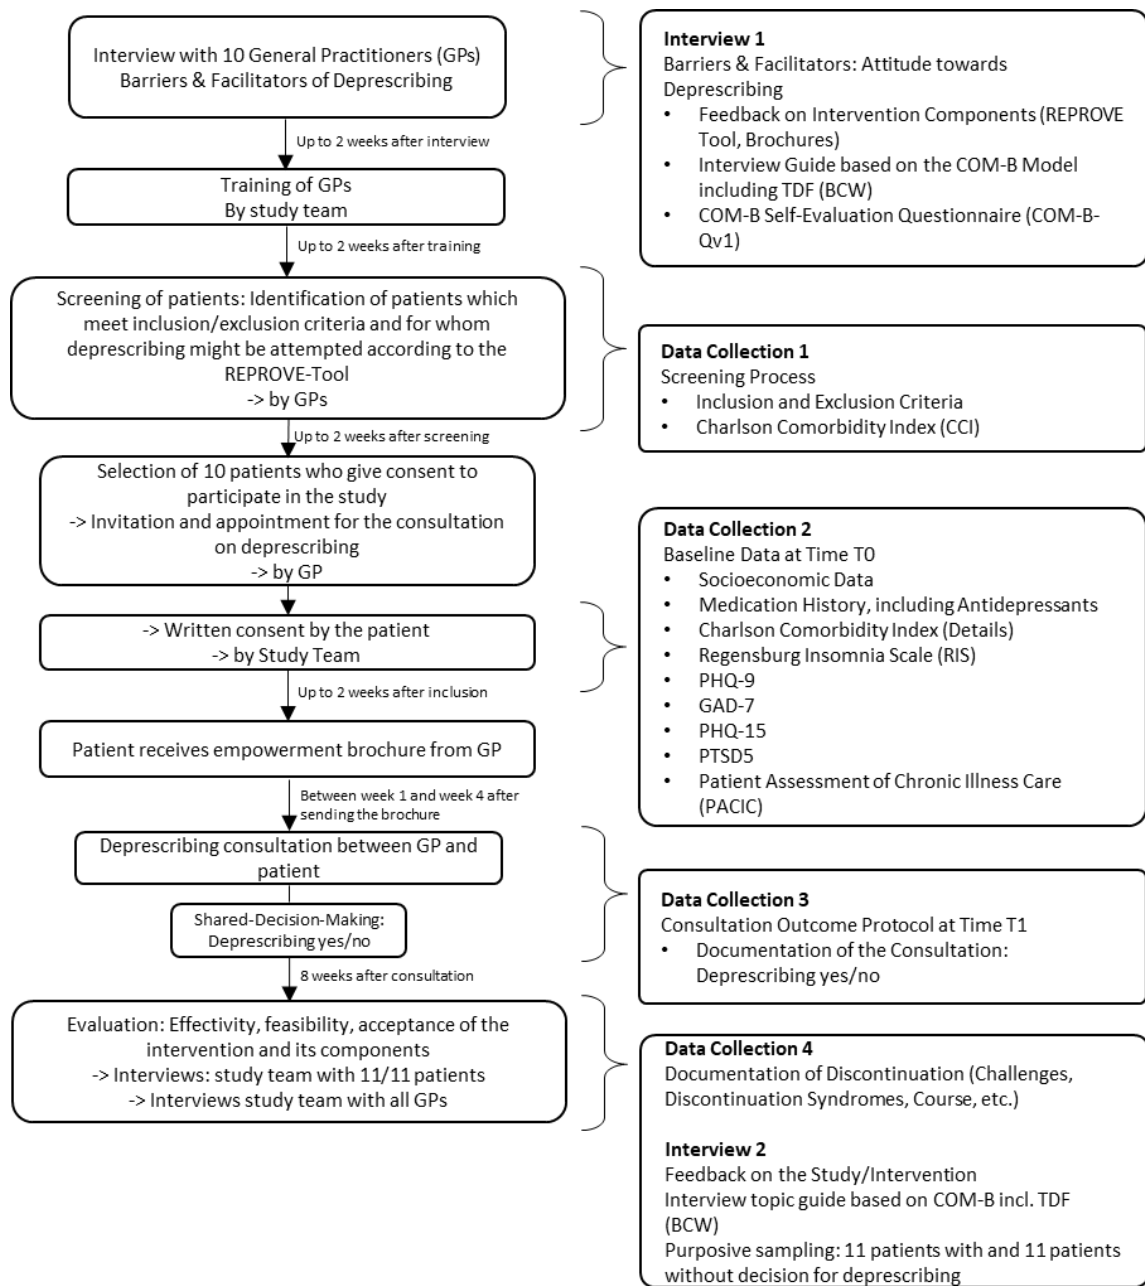 Interview with 10 General Practitioners (GPs)
Barriers & Facilitators of Deprescribing
Up to 2 weeks after interview
Training of GPs
By study team
Up to 2 weeks after training
Screening of patients: Identification of patients which
meet inclusion/exclusion criteria and for whom
deprescribing might be attempted according to the
REPROVE-Tool
-> by GPs
Up to 2 weeks after screening
Selection of 10 patients who give consent to
participate in the study
-> Invitation and appointment for the consultation
on deprescribing
-> by GP
-> Written consent by the patient
-> by Study Team
Up to 2 weeks after inclusion
Patient receives empowerment brochure from GP
Between week 1 and week 4 after
sending the brochure
Deprescribing consultation between GP and
patient
Shared-Decision-Making:
Deprescribing yes/no
8 weeks after consultation
Evaluation: Effectivity, feasibility, acceptance of the
intervention and its components
-> Interviews: study team with 11/11 patients
-> Interviews study team with all GPs
Interview 1
Barriers & Facilitators: Attitude towards
Deprescribing
• Feedback on Intervention Components (REPROVE
Tool, Brochures)
• Interview Guide based on the COM-B Model
including TDF (BCW)
• COM-B Self-Evaluation Questionnaire (COM-B-
Qv1)
Data Collection 1
Screening Process
• Inclusion and Exclusion Criteria
• Charlson Comorbidity Index (CCI)
Data Collection 2
Baseline Data at Time T0
• Socioeconomic Data
• Medication History, including Antidepressants
• Charlson Comorbidity Index (Details)
• Regensburg Insomnia Scale (RIS)
• PHQ-9
• GAD-7
• PHQ-15
• PTSD5
• Patient Assessment of Chronic Illness Care
(PACIC)
Data Collection 3
Consultation Outcome Protocol at Time T1
• Documentation of the Consultation:
Deprescribing yes/no
Data Collection 4
Documentation of Discontinuation (Challenges,
Discontinuation Syndromes, Course, etc.)
Interview 2
Feedback on the Study/Intervention
Interview topic guide based on COM-B incl. TDF
(BCW)
Purposive sampling: 11 patients with and 11 patients
without decision for deprescribing